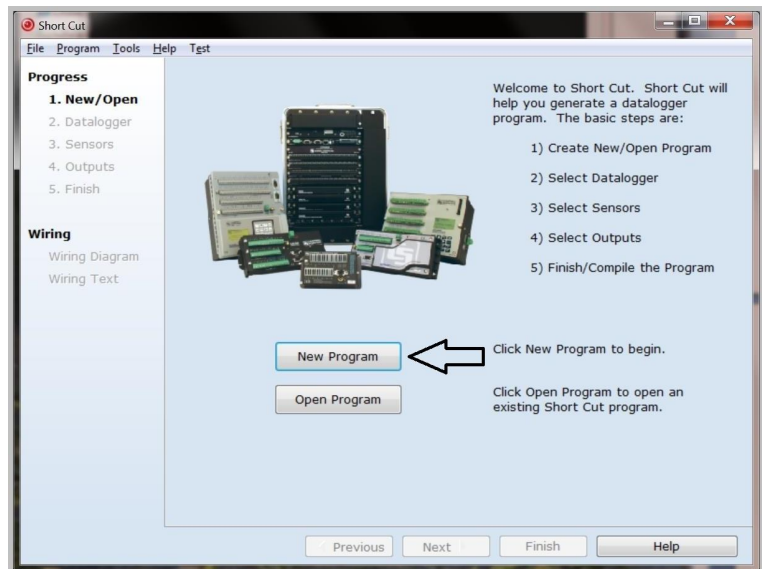 Short Cut
File Program Tools Help Test
Progress
1. New/Open
2. Datalogger
3. Sensors
4. Outputs
5. Finish
Wiring
Wiring Diagram
Wiring Text
Welcome to Short Cut. Short Cut will
help you generate a datalogger
program. The basic steps are:
1) Create New/Open Program
2) Select Datalogger
3) Select Sensors
4) Select Outputs
5) Finish/Compile the Program
New Program
Click New Program to begin.
Open Program
Click Open Program to open an
existing Short Cut program.
Previous Next Finish Help